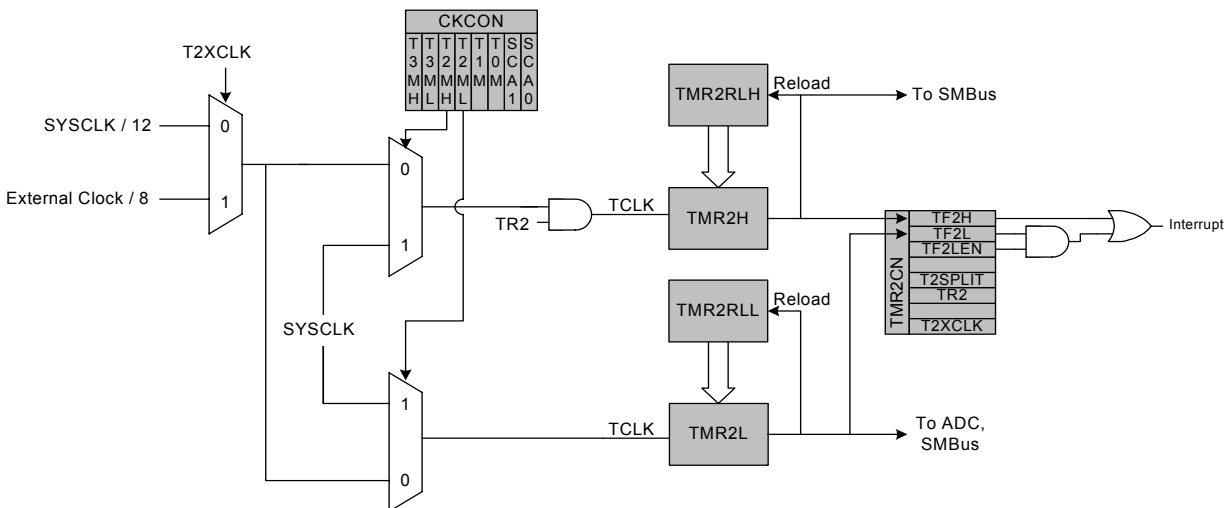 CKCON
T3MH
T3ML
T2MH
T2ML
T1M
T0M
SCA1
SCA0
T2XCLK
SYSCLK / 12
0
External Clock / 8
1
0
1
TR2
TCLK
SYSCLK
1
0
TCLK
TMR2RLH
Reload
To SMBus
TMR2H
TMR2RLL
Reload
TMR2L
To ADC,
SMBus
TMR2CN
TF2H
TF2L
TF2LEN
T2SPLIT
TR2
T2XCLK
Interrupt